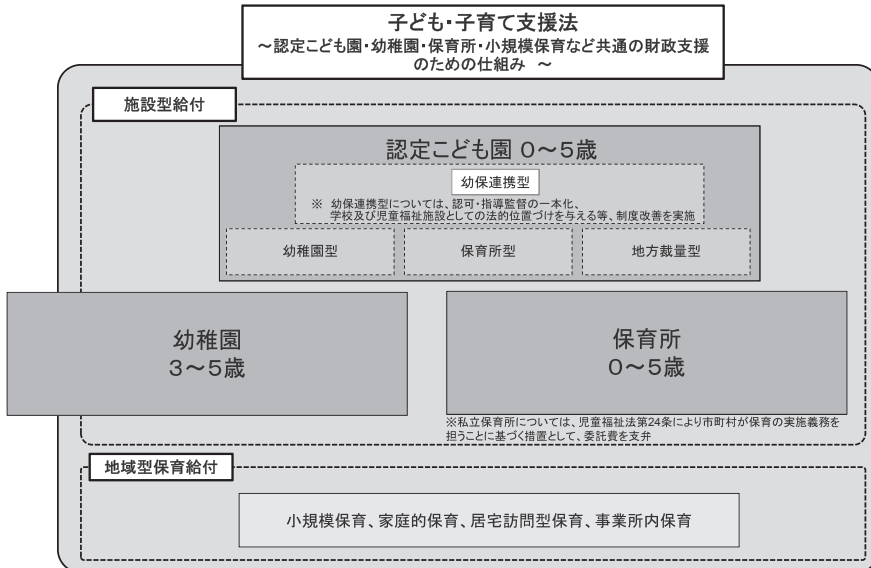 子ども・子育て支援法
～認定こども園・幼稚園・保育所・小規模保育など共通の財政支援
のための仕組み　～
施設型給付
認定こども園 0～5歳
幼保連携型
※　幼保連携型については、認可・指導監督の一本化、
学校及び児童福祉施設としての法的位置づけを与える等、制度改善を実施
幼稚園型
保育所型
地方裁量型
幼稚園
3～5歳
保育所
0～5歳
※私立保育所については、児童福祉法第24条により市町村が保育の実施義務を
担うことに基づく措置として、委託費を支弁
地域型保育給付
小規模保育、家庭的保育、居宅訪問型保育、事業所内保育